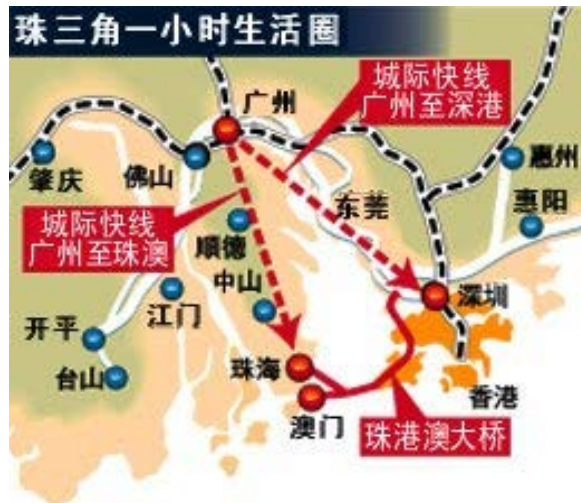 珠三角一小时生活圈
城际快线
广州至深港
广州
肇庆
佛山
惠州
东莞
惠阳
城际快线
广州至珠澳
顺德
中山
深圳
江门
开平
珠海
台山
澳门
香港
珠港澳大桥